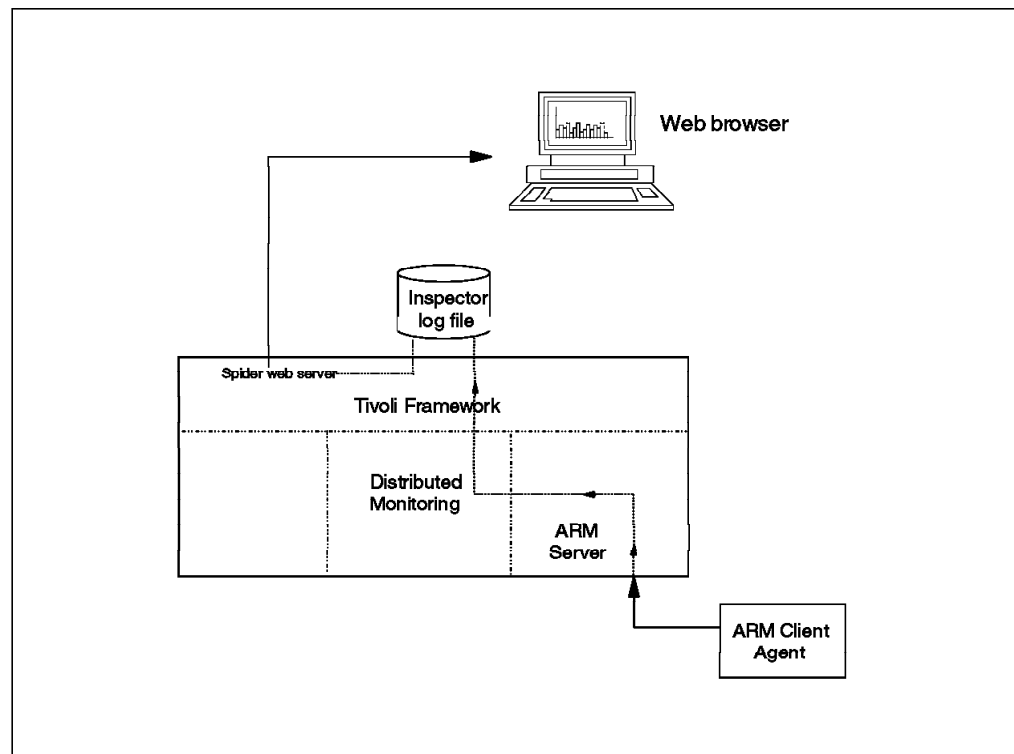 Web browser
Inspector
log file
Spider web server
Tivoli Framework
Distributed
Monitoring
ARM
Server
ARM Client
Agent